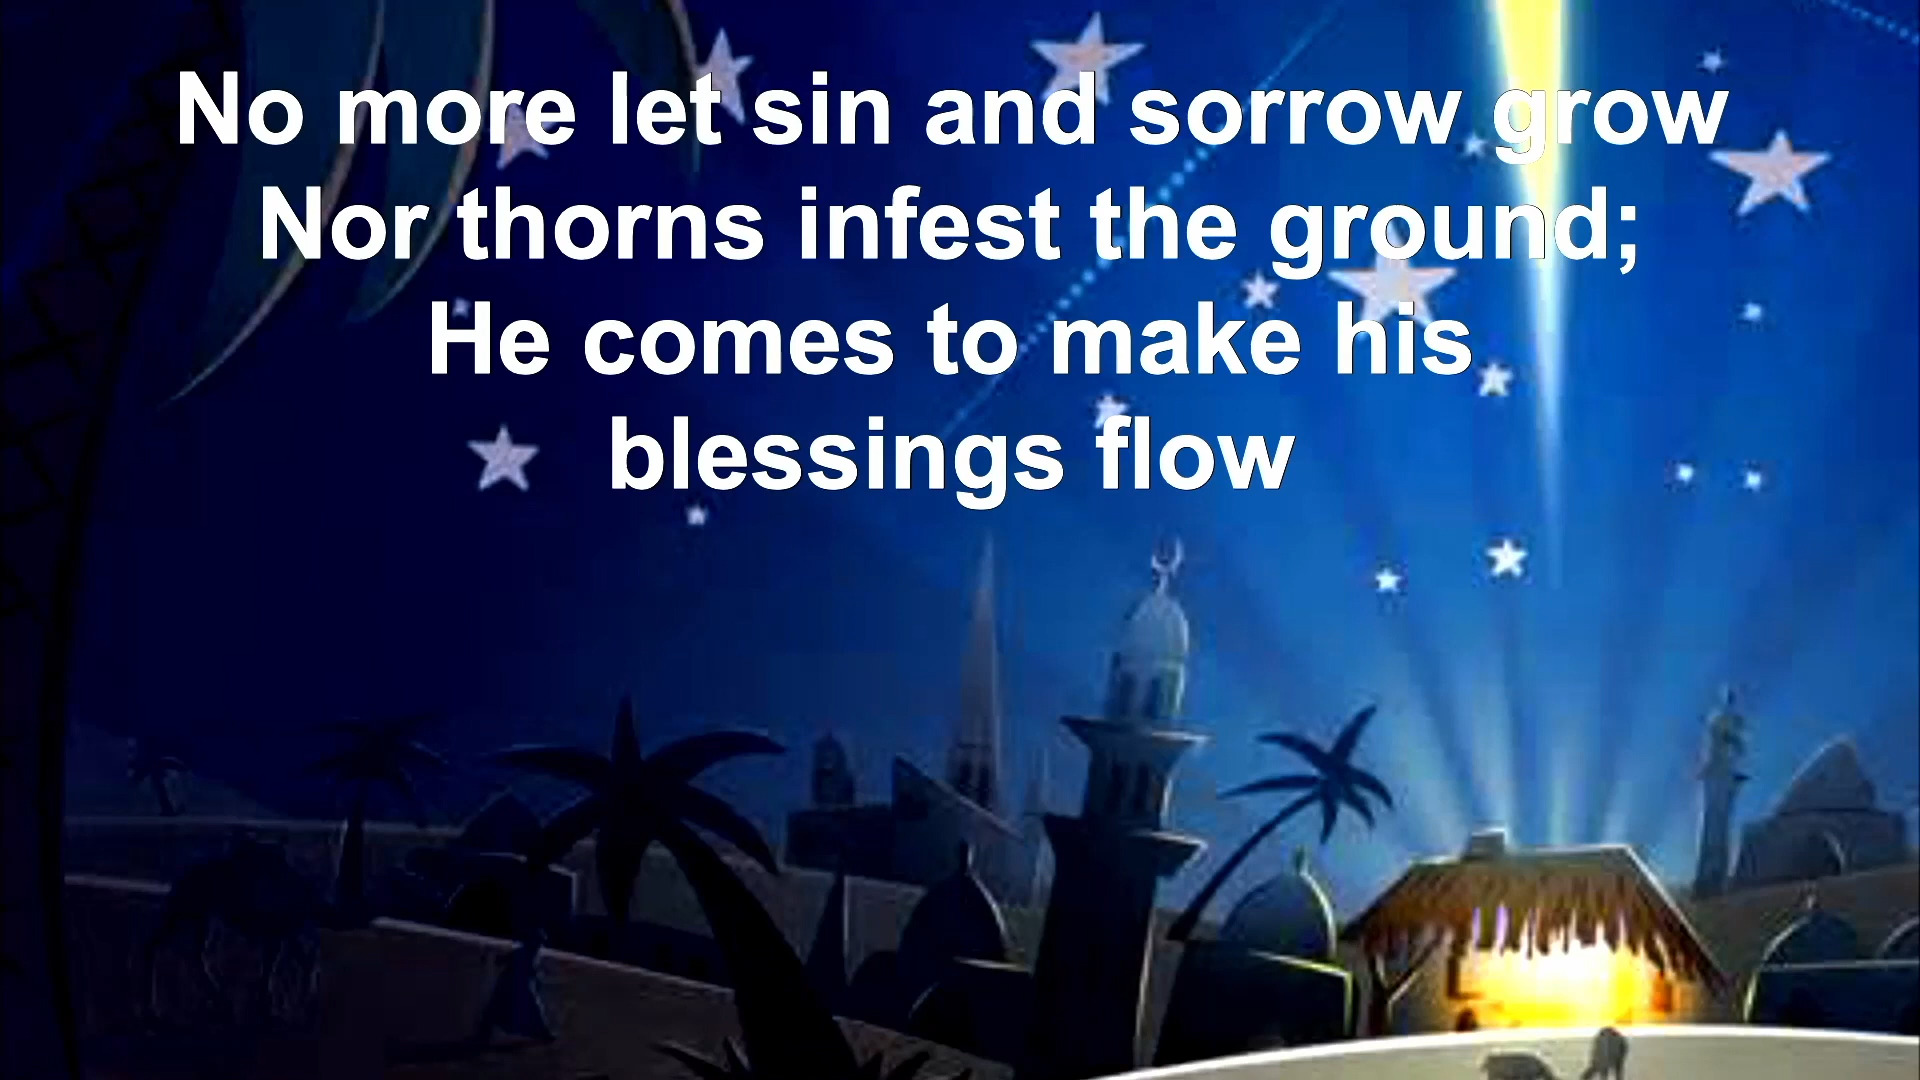 No more let sin and sorrow grow
Nor thorns infest the ground;
He comes to make his
blessings flow